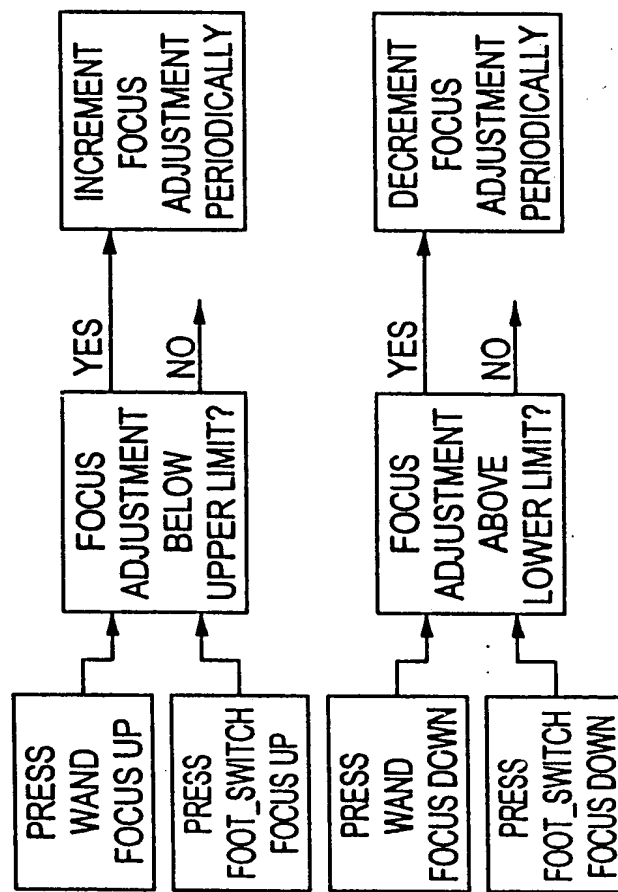 PRESS
WAND
FOCUS UP
PRESS
FOOT_SWITCH
FOCUS UP
FOCUS
ADJUSTMENT
BELOW
UPPER LIMIT?
YES
NO
INCREMENT
FOCUS
ADJUSTMENT
PERIODICALLY
PRESS
WAND
FOCUS DOWN
PRESS
FOOT_SWITCH
FOCUS DOWN
FOCUS
ADJUSTMENT
ABOVE
LOWER LIMIT?
YES
NO
DECREMENT
FOCUS
ADJUSTMENT
PERIODICALLY